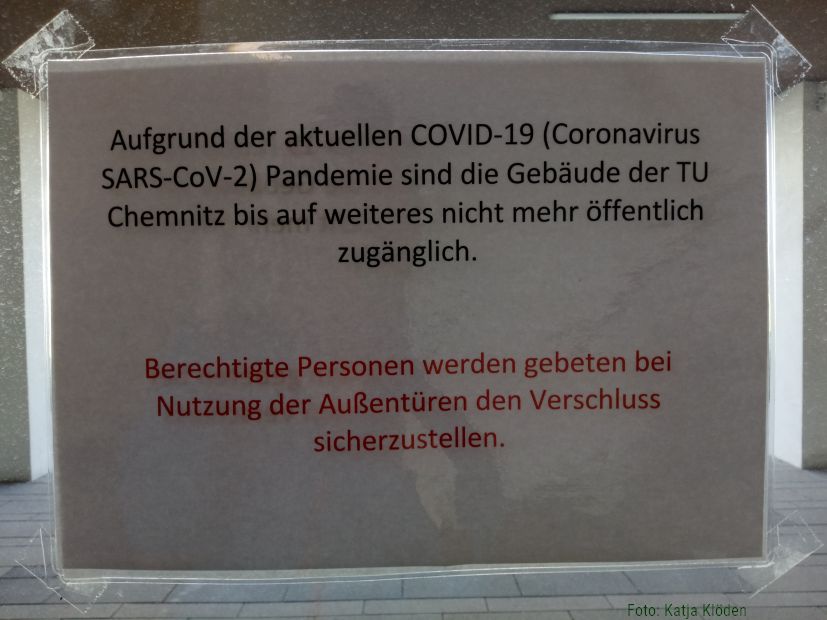 Aufgrund der aktuellen COVID-19 (Coronavirus
SARS-CoV-2) Pandemie sind die Gebäude der TU
Chemnitz bis auf weiteres nicht mehr öffentlich
zugänglich.
Berechtigte Personen werden gebeten bei
Nutzung der Außentüren den Verschluss
sicherzustellen.
Foto: Katja Klöden